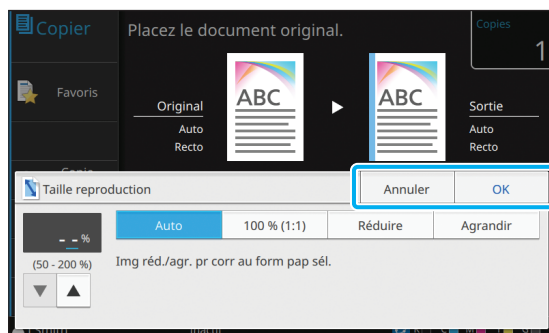 Copier
Placez le document original.
Copies
1
Favoris
ABC
ABC
Original
Sortie
Auto
Auto
Recto
Recto
Copie
Taille reproduction
Annuler
OK
- - %
Auto
100 % (1:1)
Réduire
Agrandir
(50 - 200 %)
Img réd./agr. pr corr au form pap sél.